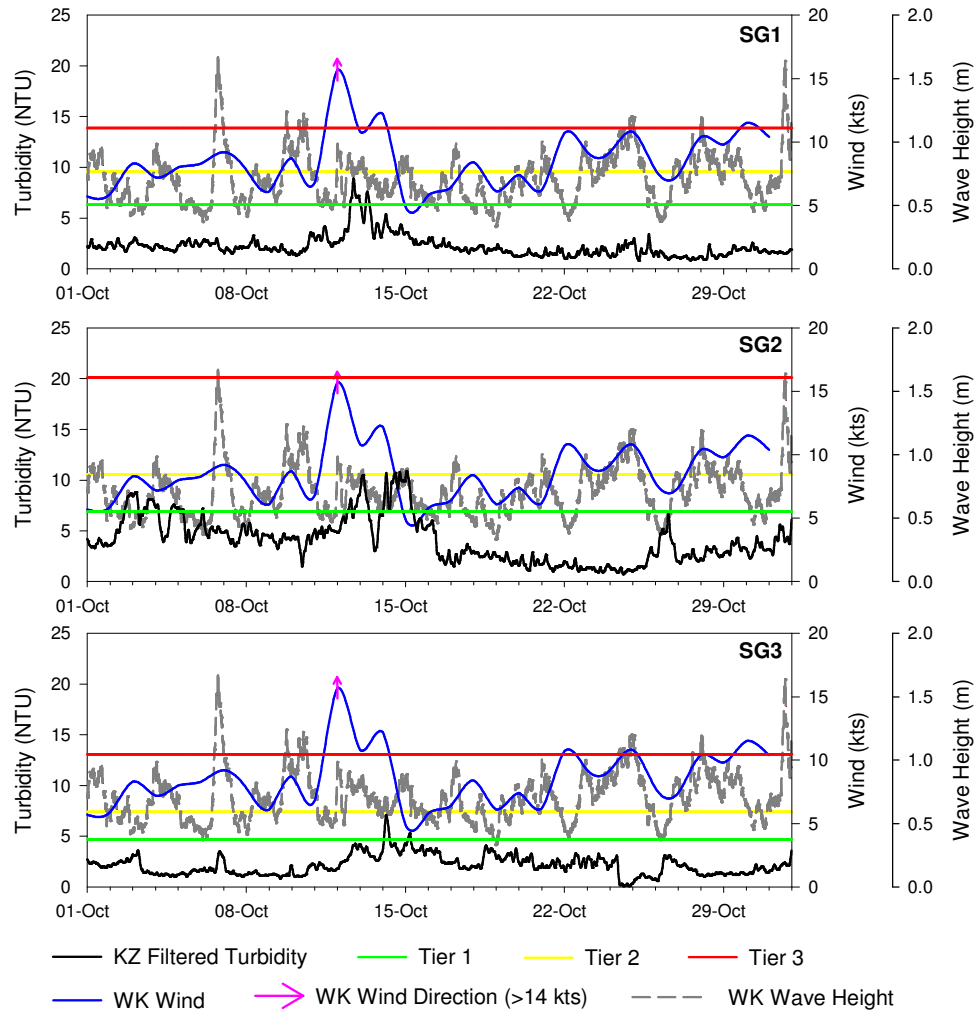 SG1
25
20
15
10
5
0
Turbidity (NTU)
20
15
10
5
0
Wind (kts)
2.0
1.5
1.0
0.5
0.0
Wave Height (m)
01-Oct 08-Oct 15-Oct 22-Oct 29-Oct
SG2
25
20
15
10
5
0
Turbidity (NTU)
20
15
10
5
0
Wind (kts)
2.0
1.5
1.0
0.5
0.0
Wave Height (m)
01-Oct 08-Oct 15-Oct 22-Oct 29-Oct
SG3
25
20
15
10
5
0
Turbidity (NTU)
20
15
10
5
0
Wind (kts)
2.0
1.5
1.0
0.5
0.0
Wave Height (m)
01-Oct 08-Oct 15-Oct 22-Oct 29-Oct
KZ Filtered Turbidity Tier 1 Tier 2 Tier 3
WK Wind WK Wind Direction (>14 kts) WK Wave Height